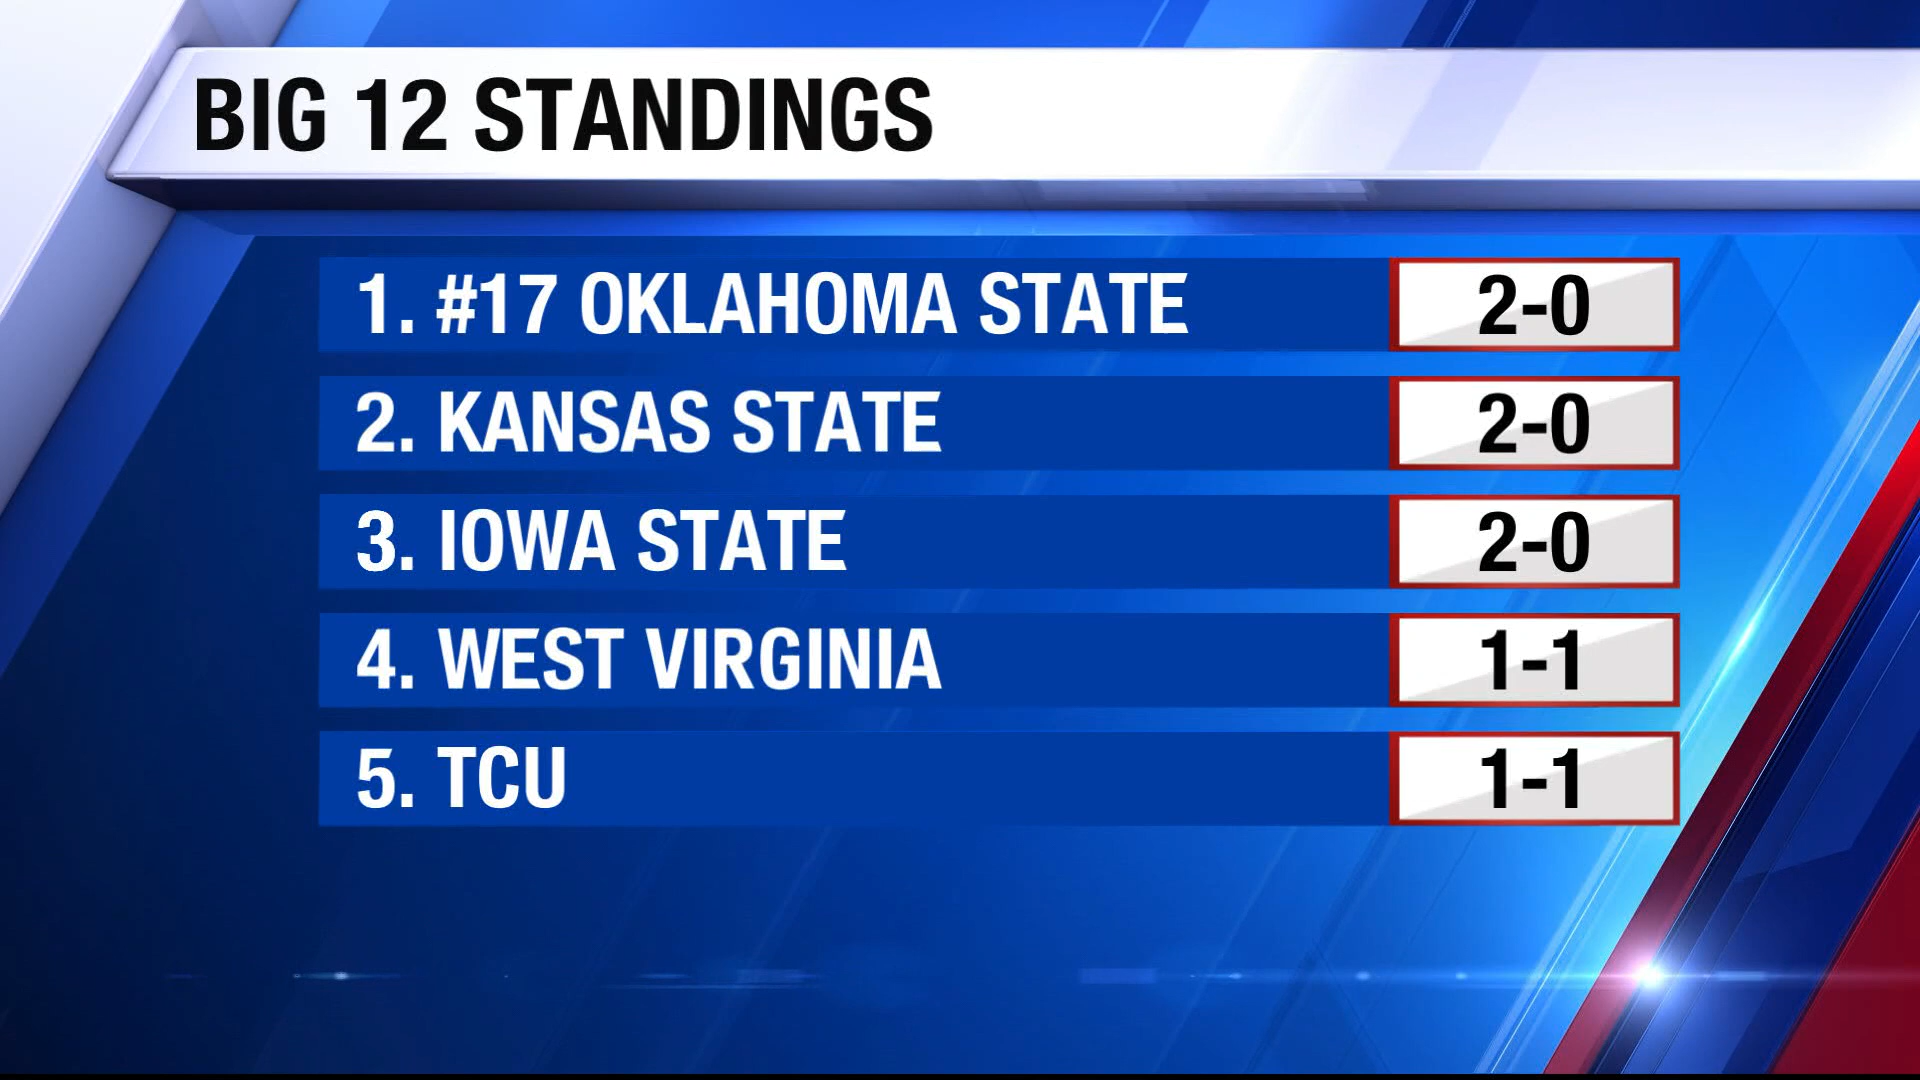 BIG 12 STANDINGS
1. #17 OKLAHOMA STATE 2-0
2. KANSAS STATE 2-0
3. IOWA STATE 2-0
4. WEST VIRGINIA 1-1
5. TCU 1-1